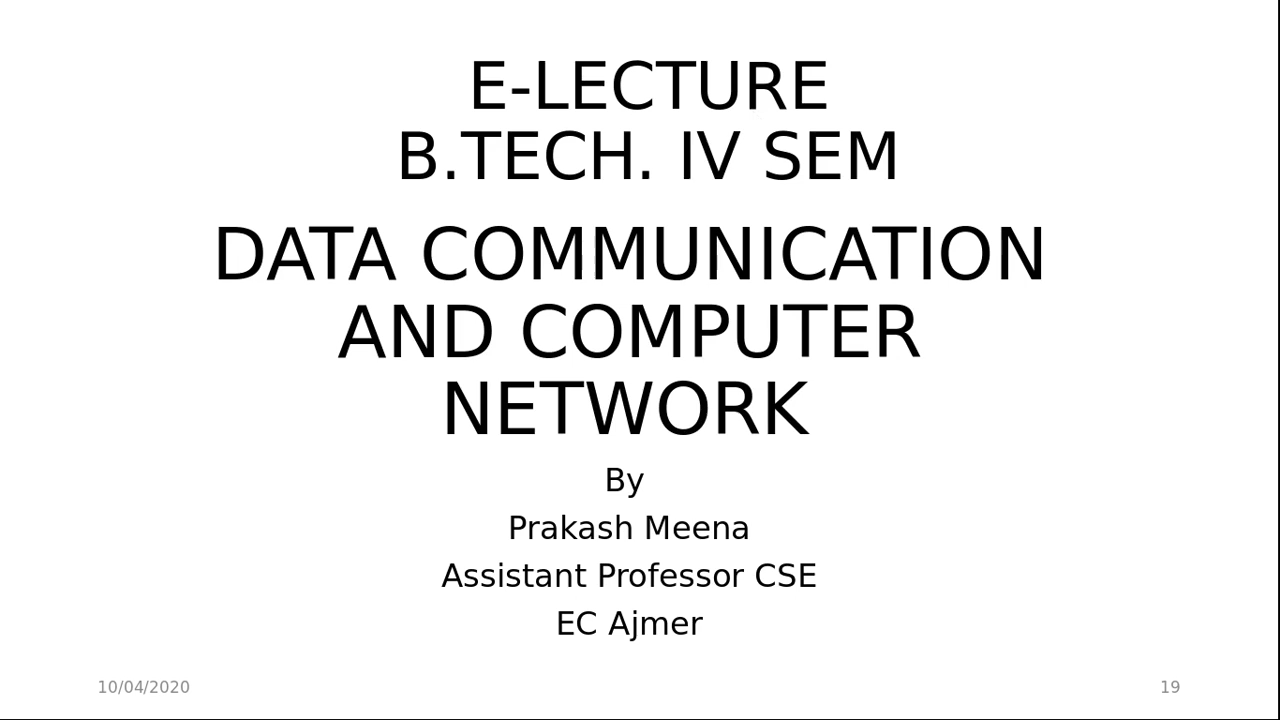 E-LECTURE
B.TECH. IV SEM
DATA COMMUNICATION
AND COMPUTER
NETWORK
By
Prakash Meena
Assistant Professor CSE
EC Ajmer
10/04/2020
19